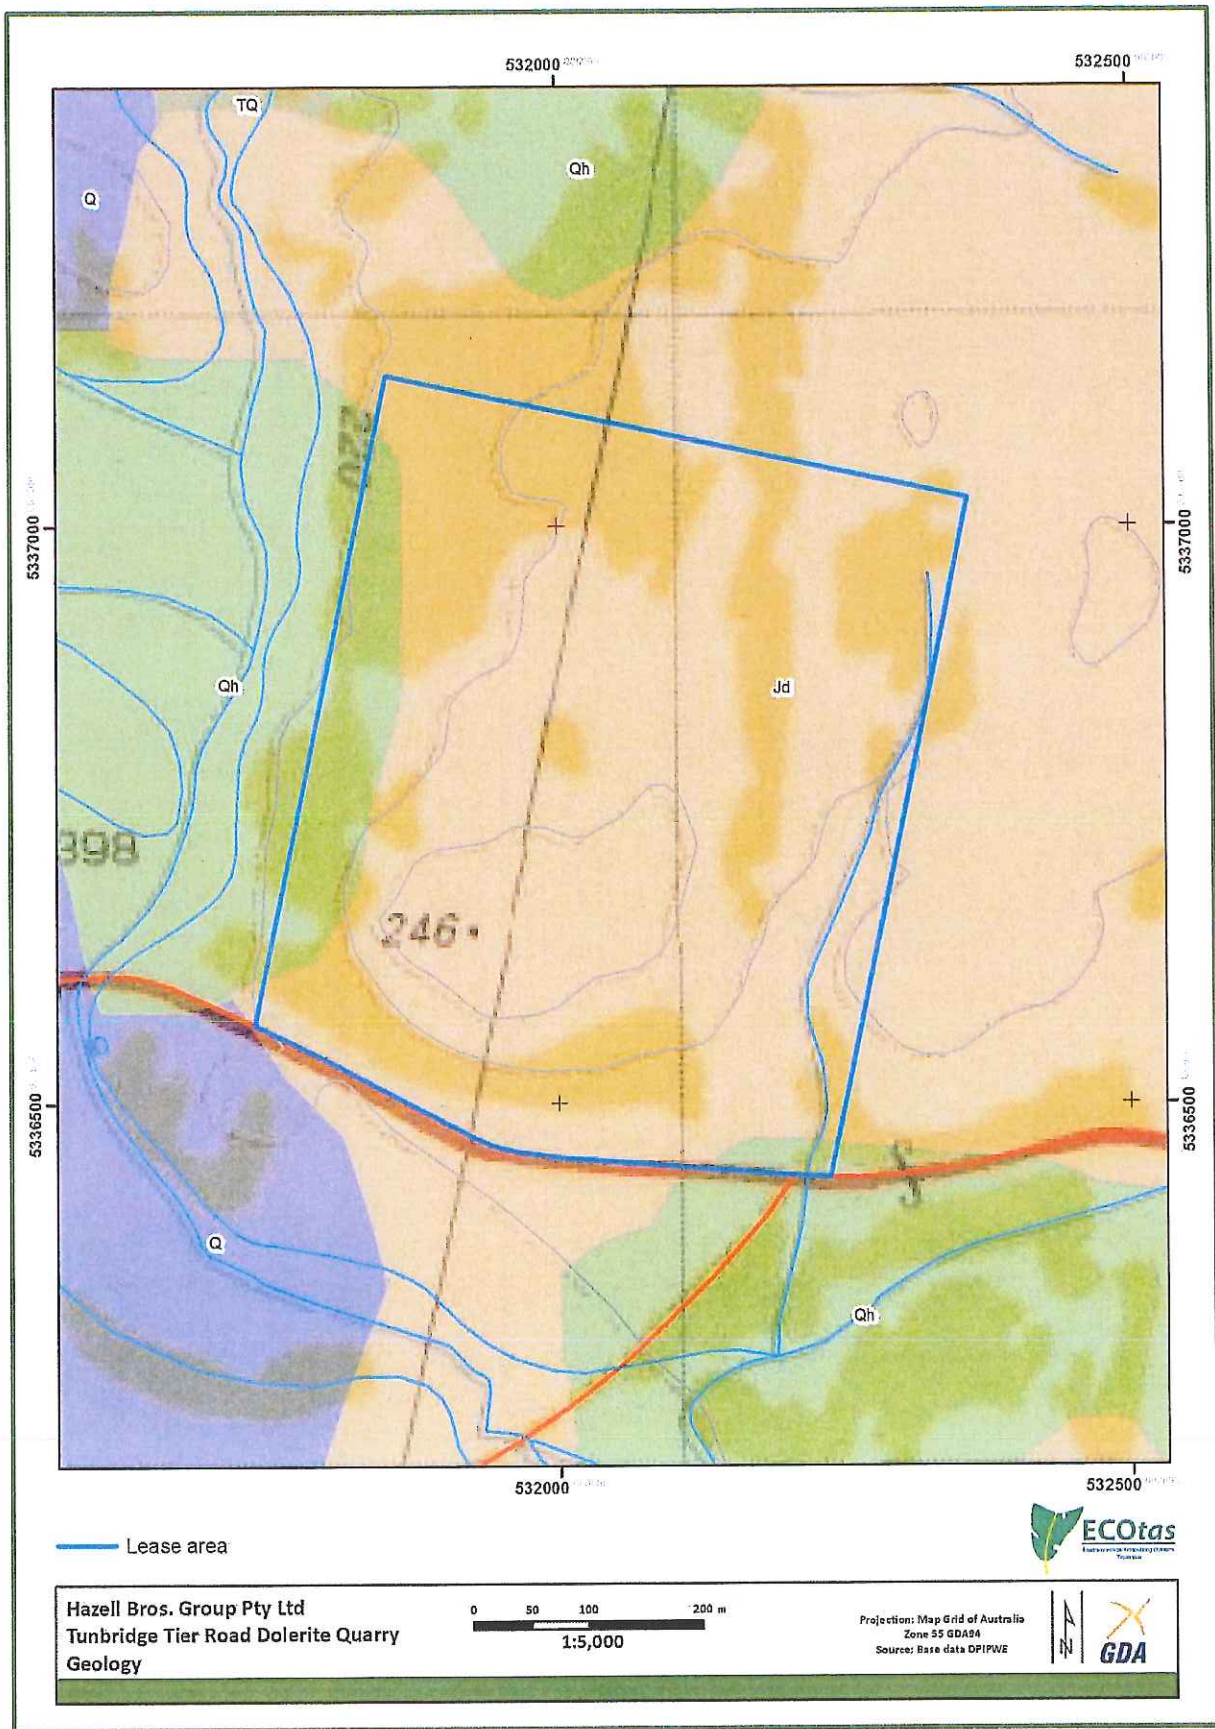 532000
532500
TQ
Qh
Q
220
5337000
5337000
Qh
Jd
398
246
5336500
5336500
Q
Qh
532000
532500
Lease area
ECOtas
Hazell Bros. Group Pty Ltd
Tunbridge Tier Road Dolerite Quarry
Geology
0 50 100 200 m
1:5,000
Projection: Map Grid of Australia
Zone 55 GDA94
Source: Base data DPIPWE
N
GDA